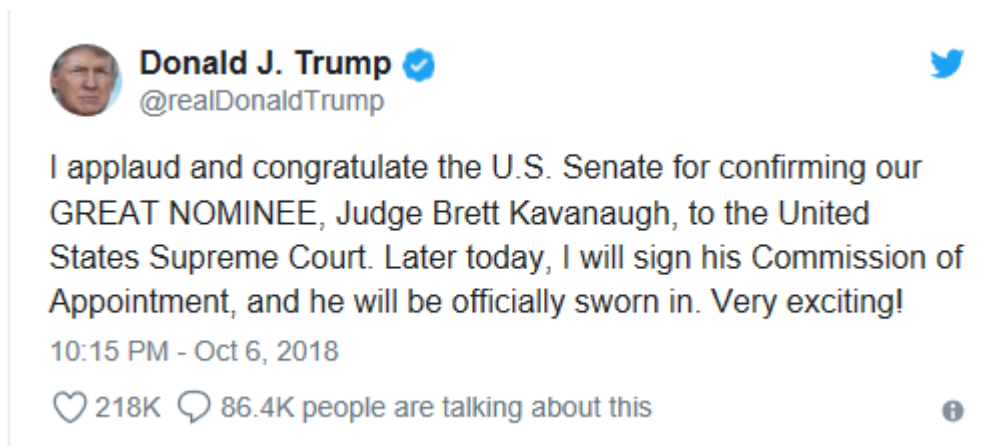 Donald J. Trump
@realDonaldTrump
I applaud and congratulate the U.S. Senate for confirming our
GREAT NOMINEE, Judge Brett Kavanaugh, to the United
States Supreme Court. Later today, I will sign his Commission of
Appointment, and he will be officially sworn in. Very exciting!
10:15 PM - Oct 6, 2018
218K 86.4K people are talking about this